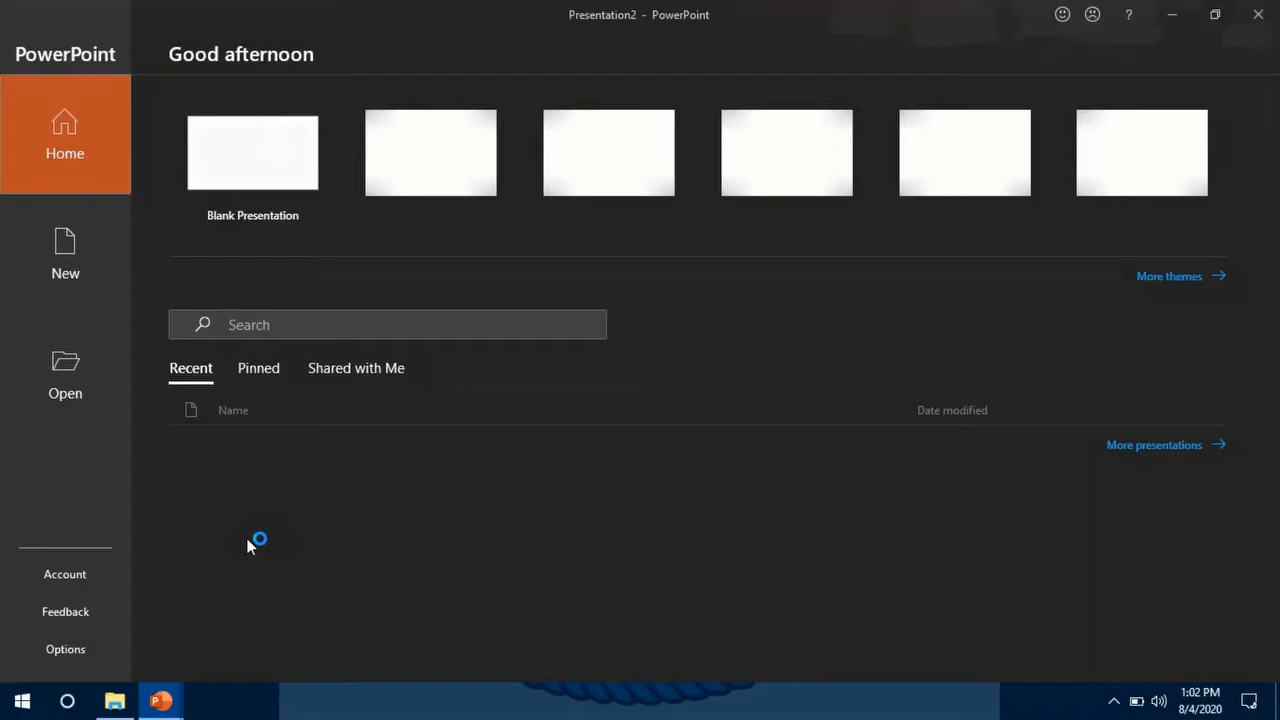 Presentation2 - PowerPoint
PowerPoint
Good afternoon
Home
Blank Presentation
New
More themes
Search
Recent Pinned Shared with Me
Open
Name Date modified
More presentations
Account
Feedback
Options
1:02 PM
8/4/2020